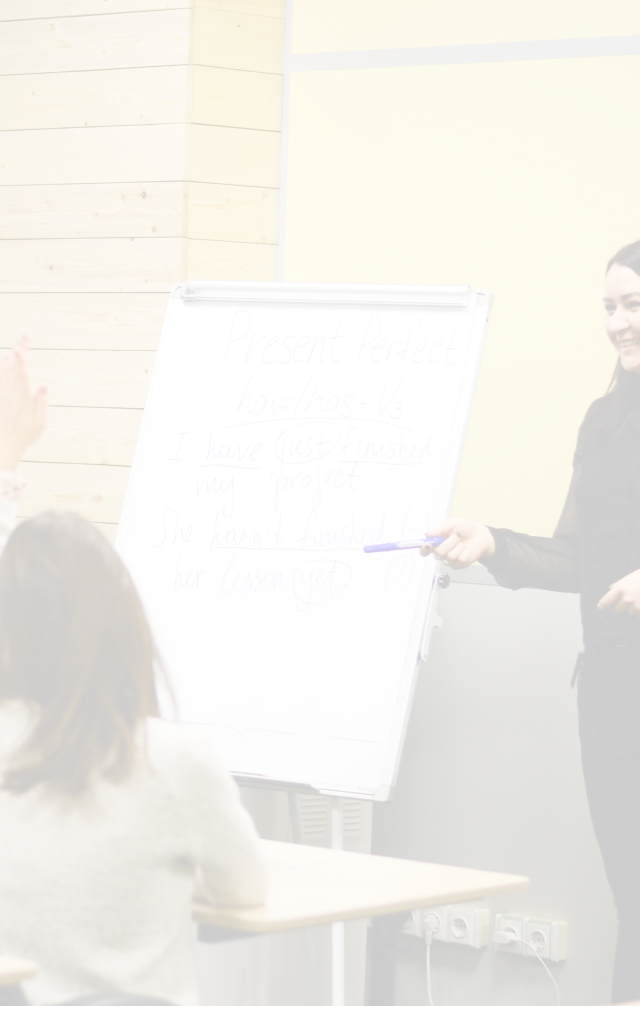 Present Perfect
have/has - V3
I have just finished
my project
She hasn't finished (-)
her lesson yet. (?)